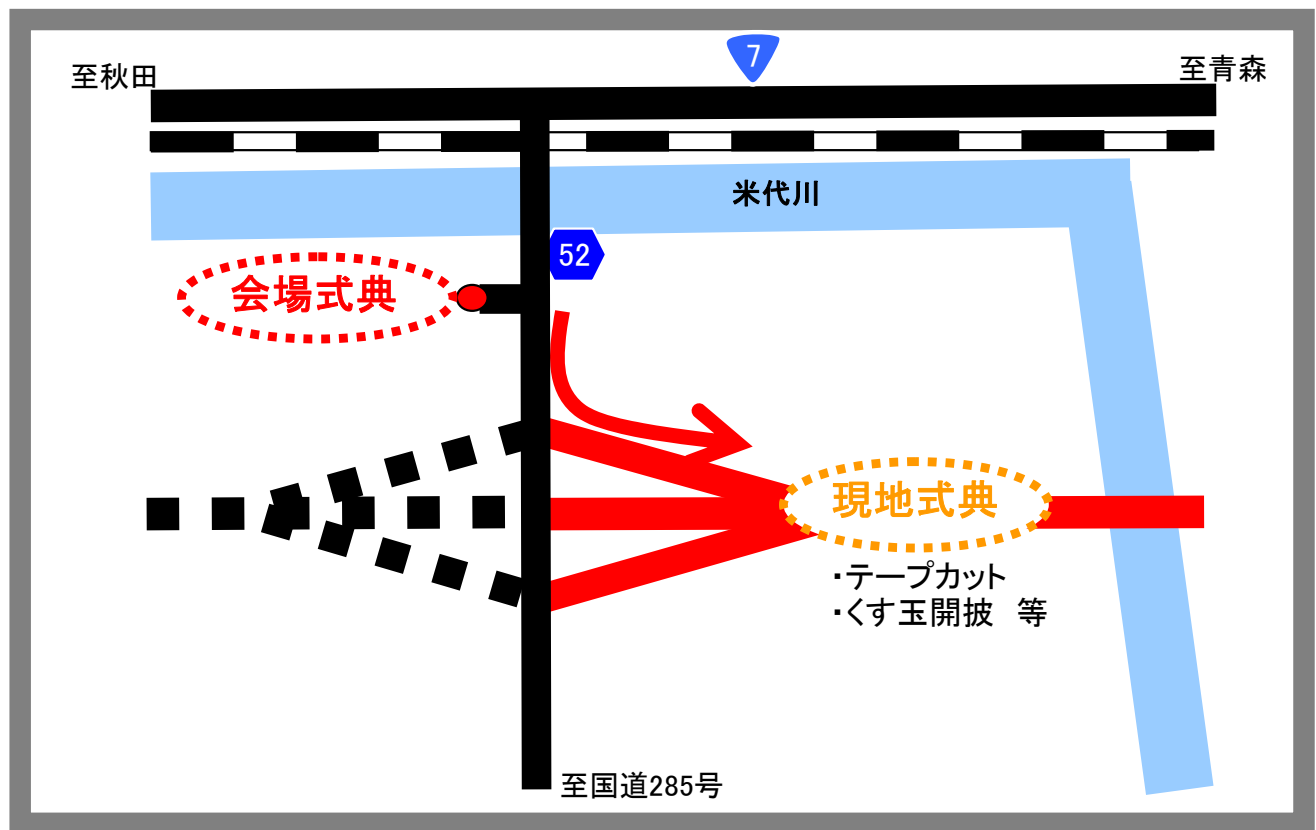 7
至秋田
至青森
米代川
52
会場式典
現地式典
・テープカット
・くす玉開披　等
至国道285号